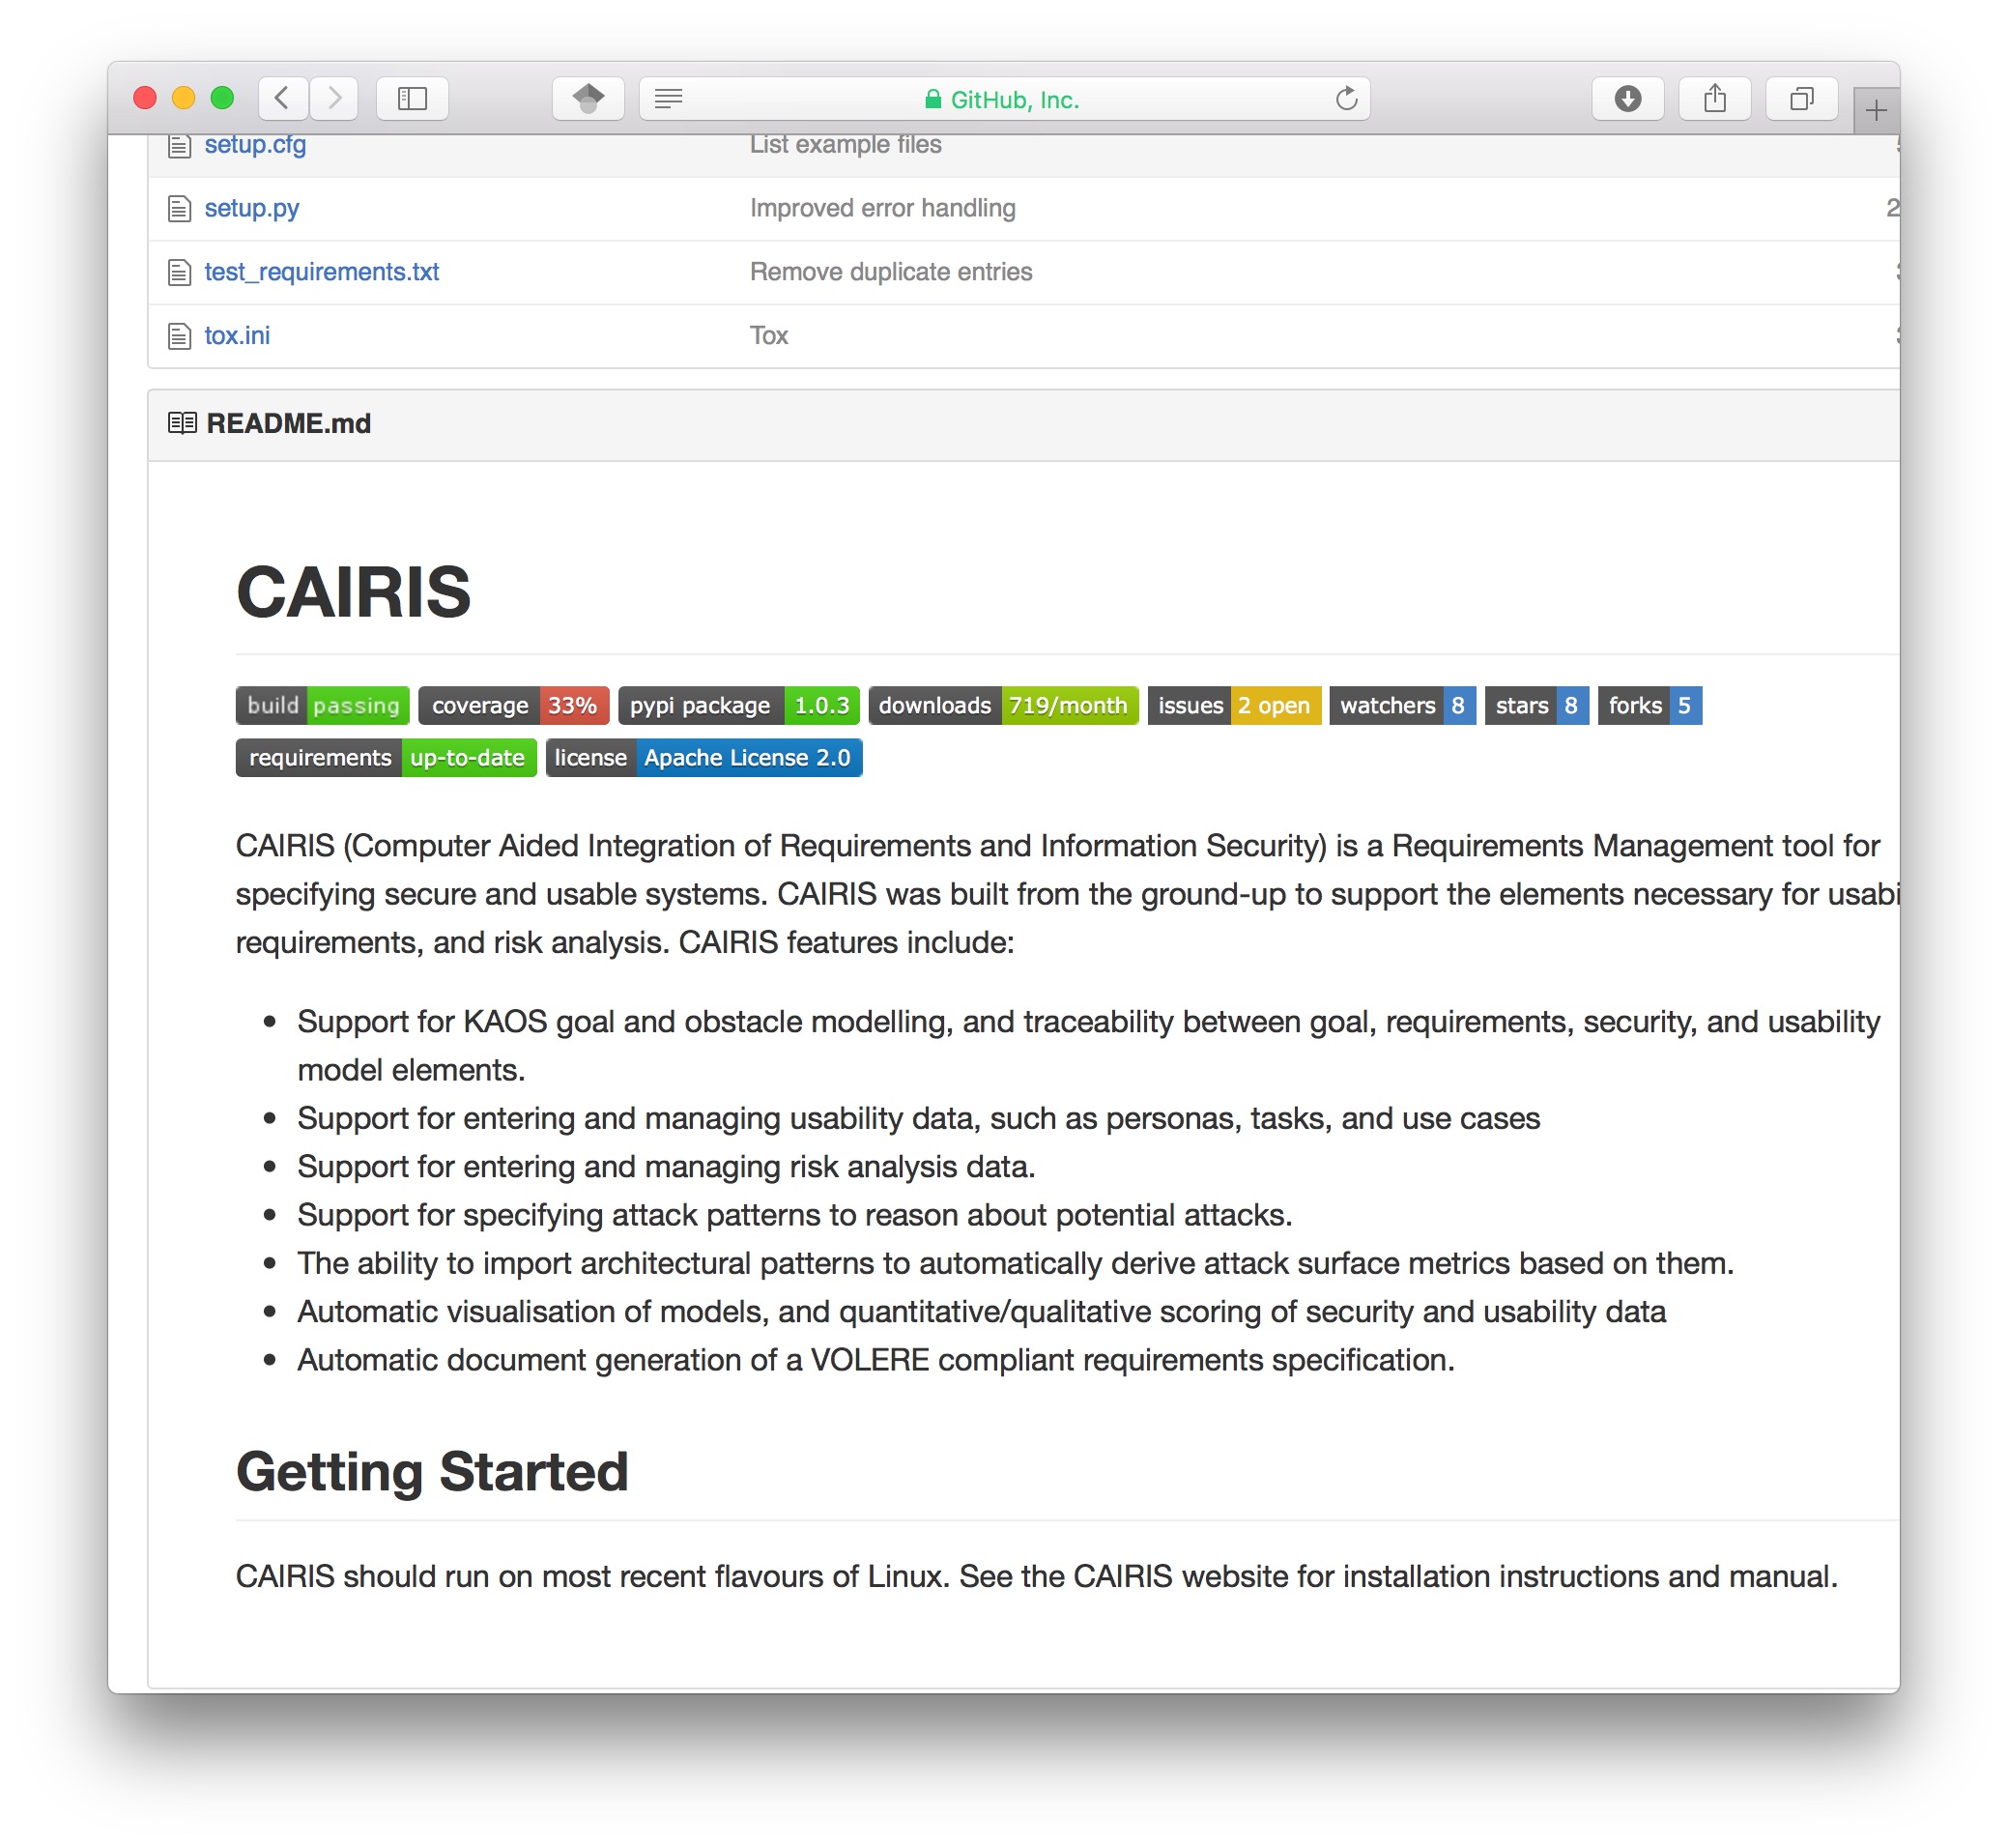 GitHub, Inc.
setup.cfg List example files
setup.py Improved error handling 2
test_requirements.txt Remove duplicate entries
tox.ini Tox
README.md
CAIRIS
build passing coverage 33% pypi package 1.0.3 downloads 719/month issues 2 open watchers 8 stars 8 forks 5
requirements up-to-date license Apache License 2.0
CAIRIS (Computer Aided Integration of Requirements and Information Security) is a Requirements Management tool for
specifying secure and usable systems. CAIRIS was built from the ground-up to support the elements necessary for usabi
requirements, and risk analysis. CAIRIS features include:
• Support for KAOS goal and obstacle modelling, and traceability between goal, requirements, security, and usability
model elements.
• Support for entering and managing usability data, such as personas, tasks, and use cases
• Support for entering and managing risk analysis data.
• Support for specifying attack patterns to reason about potential attacks.
• The ability to import architectural patterns to automatically derive attack surface metrics based on them.
• Automatic visualisation of models, and quantitative/qualitative scoring of security and usability data
• Automatic document generation of a VOLERE compliant requirements specification.
Getting Started
CAIRIS should run on most recent flavours of Linux. See the CAIRIS website for installation instructions and manual.